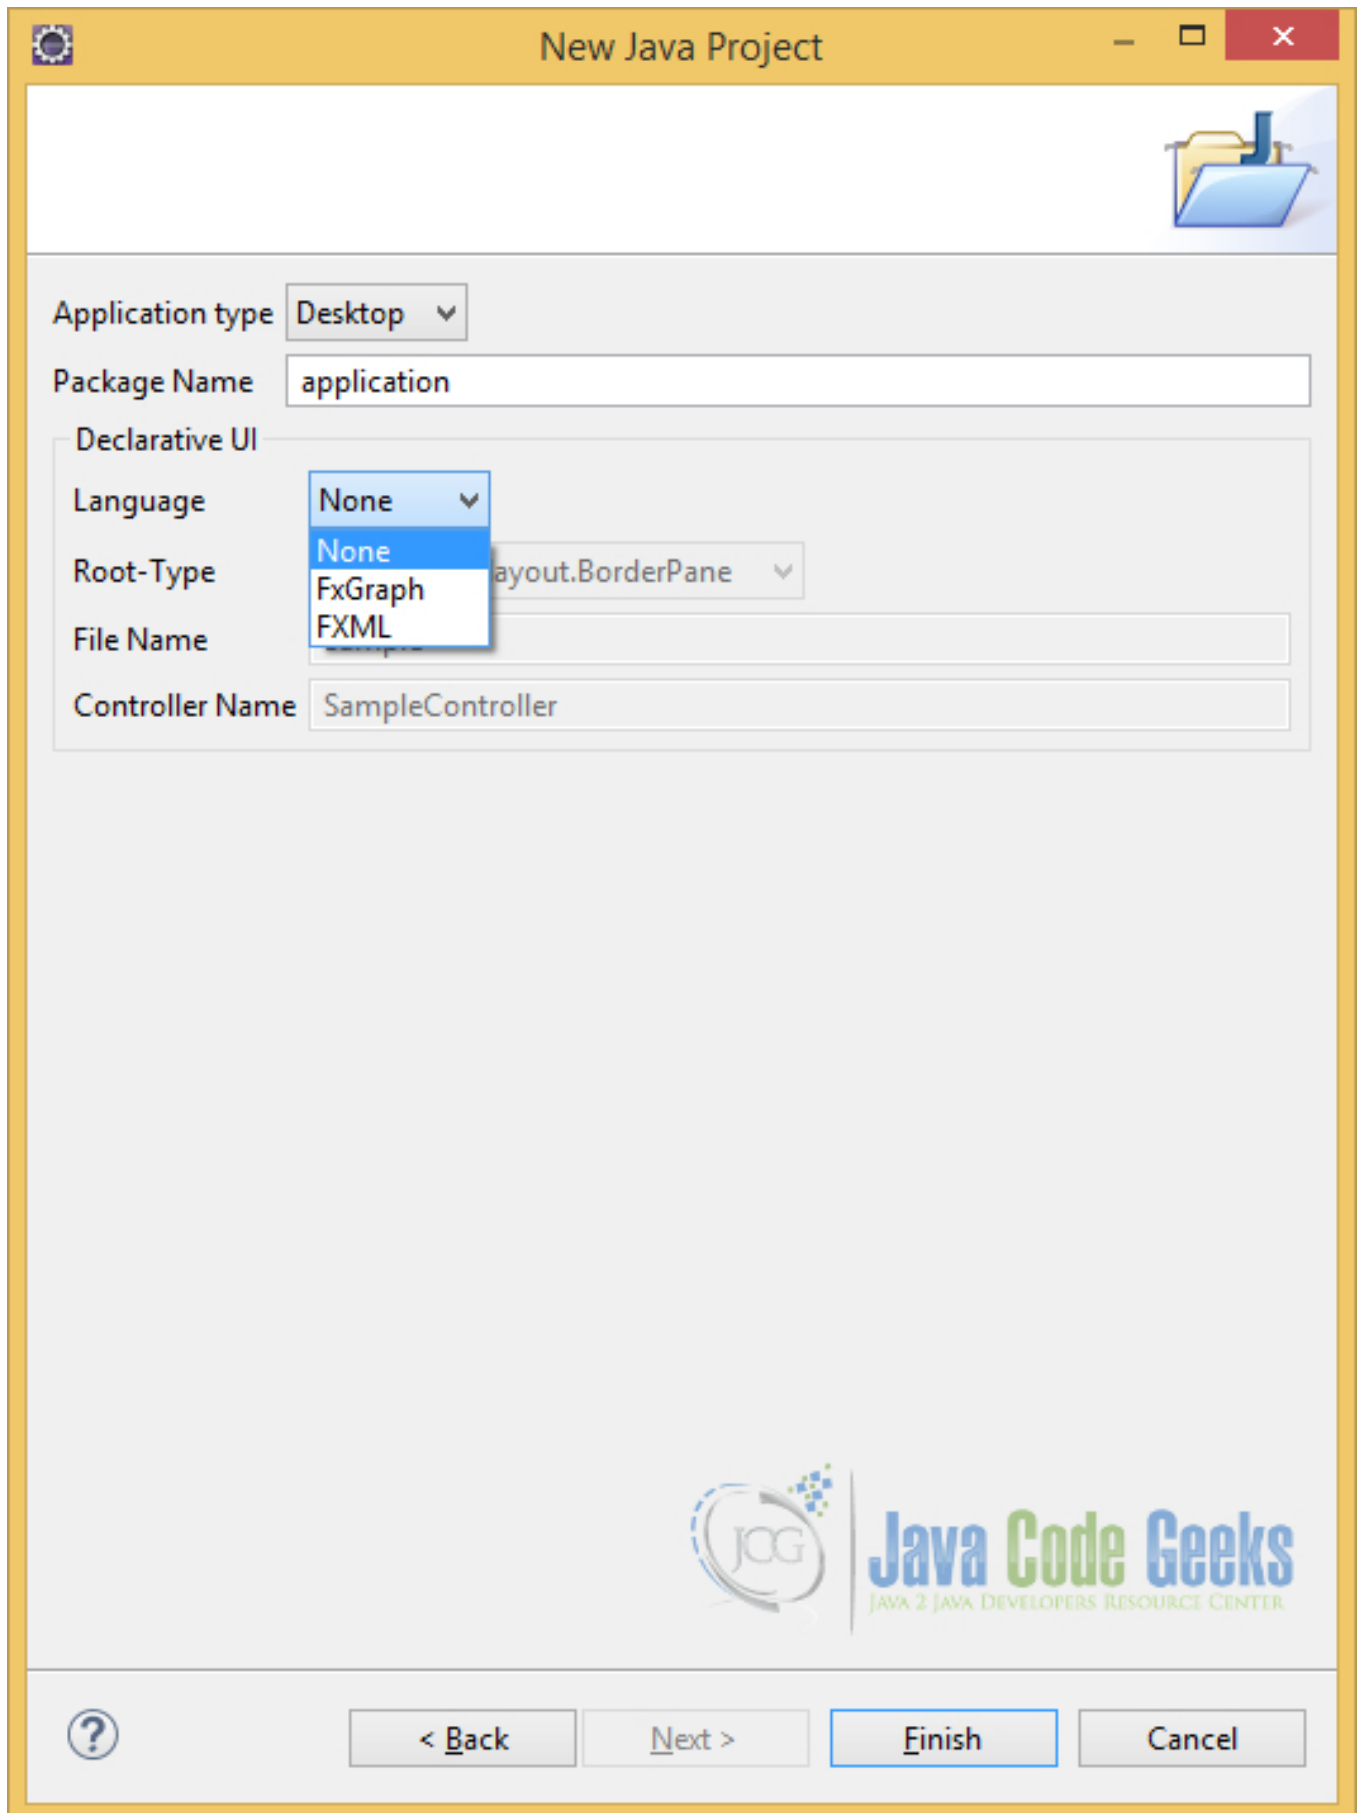 New Java Project
Application type Desktop
Package Name application
Declarative UI
Language None
None
Root-Type ayout.BorderPane
FxGraph
FXML
File Name
Controller Name SampleController
JCG
Java Code Geeks
JAVA 2 JAVA DEVELOPERS RESOURCE CENTER
? < Back Next > Finish Cancel